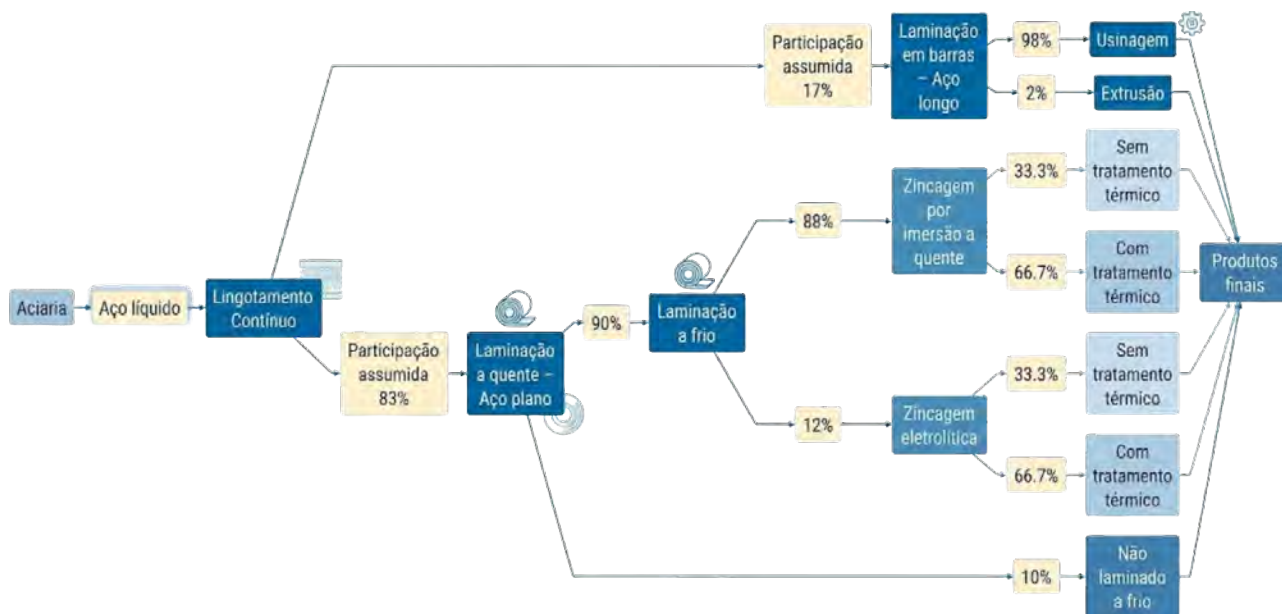 Participação
assumida
17%
Laminação
em barras
– Aço
longo
98%
Usinagem
2%
Extrusão
33.3%
Sem
tratamento
térmico
88%
Zincagem
por
imersão a
quente
66.7%
Com
tratamento
térmico
Produtos
finais
Aciaria
Aço líquido
Lingotamento
Contínuo
Participação
assumida
83%
Laminação
a quente –
Aço plano
90%
Laminação
a frio
33.3%
Sem
tratamento
térmico
12%
Zincagem
eletrolítica
66.7%
Com
tratamento
térmico
10%
Não
laminado
a frio